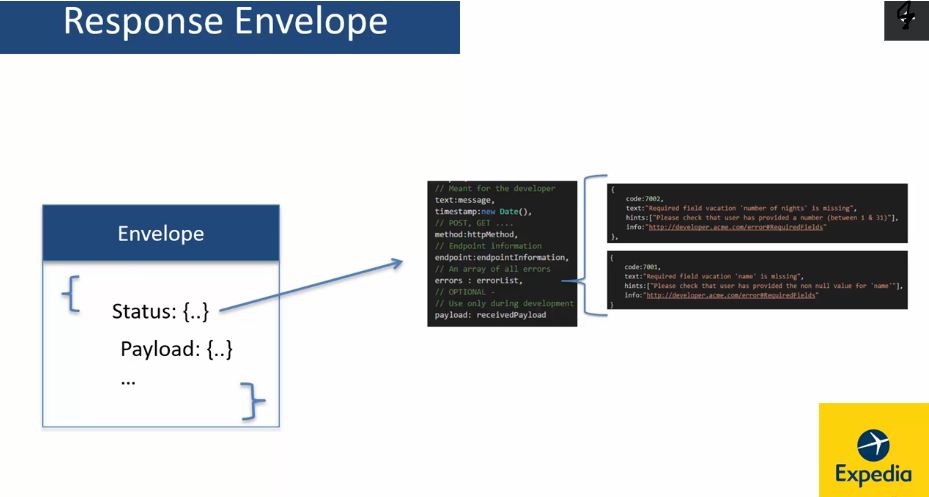 Response Envelope
Envelope
{
Status: {..}
Payload: {..}
...
}
// Meant for the developer
text:message,
timestamp:new Date(),
// POST, GET ....
method:httpMethod,
// Endpoint information
endpoint:endpointInformation,
// An array of all errors
errors : errorList,
// OPTIONAL -
// Use only during development
payload: receivedPayload
{
code:7002,
text:"Required field vacation 'number of nights' is missing",
hints:["Please check that user has provided a number (between 1 & 31)"],
info:"http://developer.acme.com/error#RequiredFields"
},
{
code:7001,
text:"Required field vacation 'name' is missing",
hints:["Please check that user has provided the non null value for 'name'"],
info:"http://developer.acme.com/error#RequiredFields"
}
Expedia